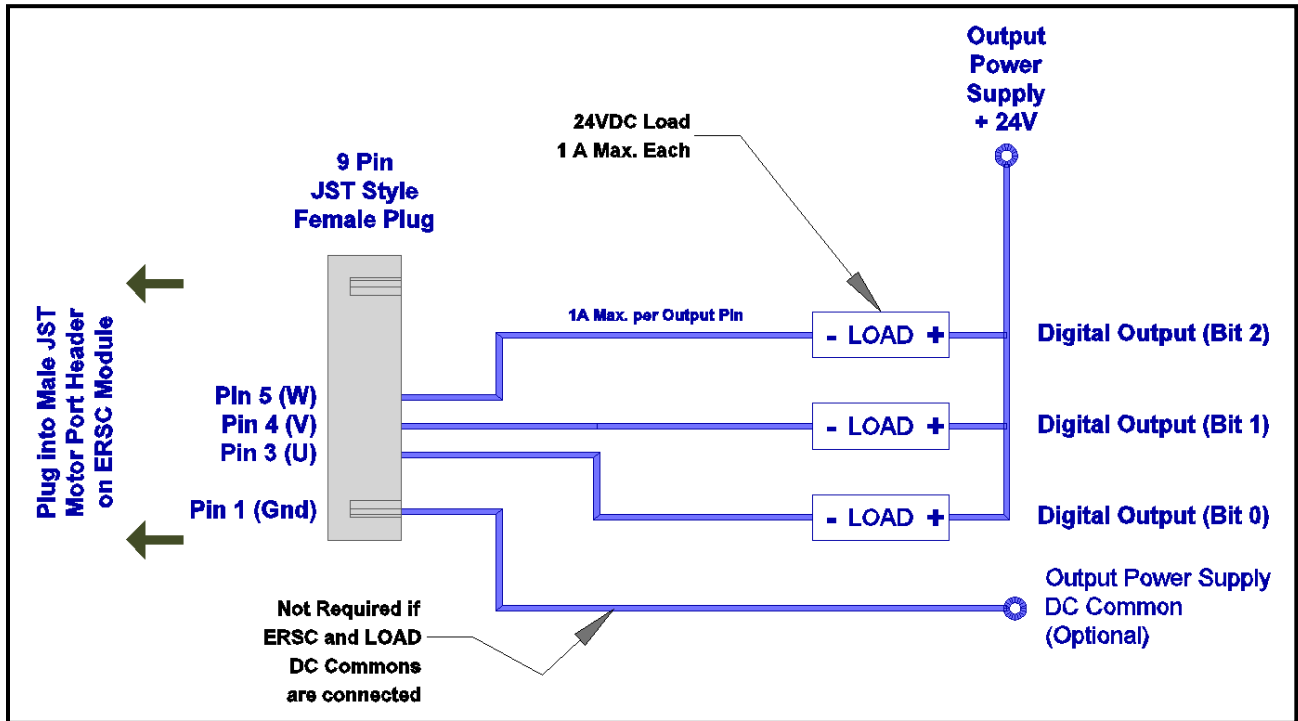 Output
Power
Supply
+ 24V
24VDC Load
1 A Max. Each
9 Pin
JST Style
Female Plug
Plug into Male JST
Motor Port Header
on ERSC Module
1A Max. per Output Pin
- LOAD +
Digital Output (Bit 2)
Pin 5 (W)
Pin 4 (V)
- LOAD +
Digital Output (Bit 1)
Pin 3 (U)
Pin 1 (Gnd)
- LOAD +
Digital Output (Bit 0)
Output Power Supply
DC Common
(Optional)
Not Required if
ERSC and LOAD
DC Commons
are connected